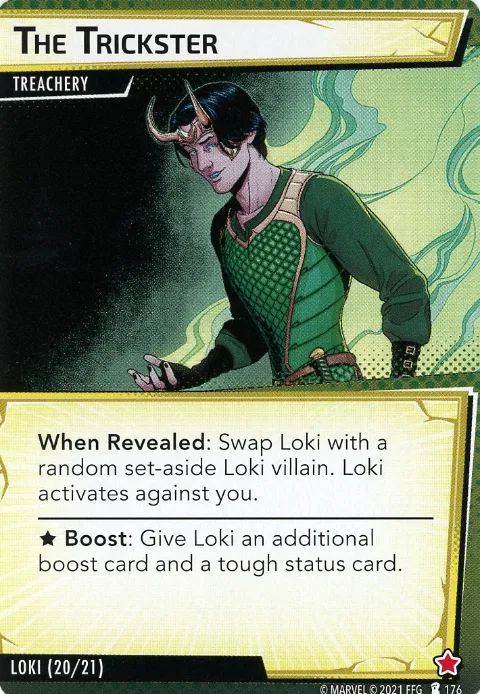 THE TRICKSTER
TREACHERY
When Revealed: Swap Loki with a
random set-aside Loki villain. Loki
activates against you.
★ Boost: Give Loki an additional
boost card and a tough status card.
LOKI (20/21)
© MARVEL © 2021 FFG 176